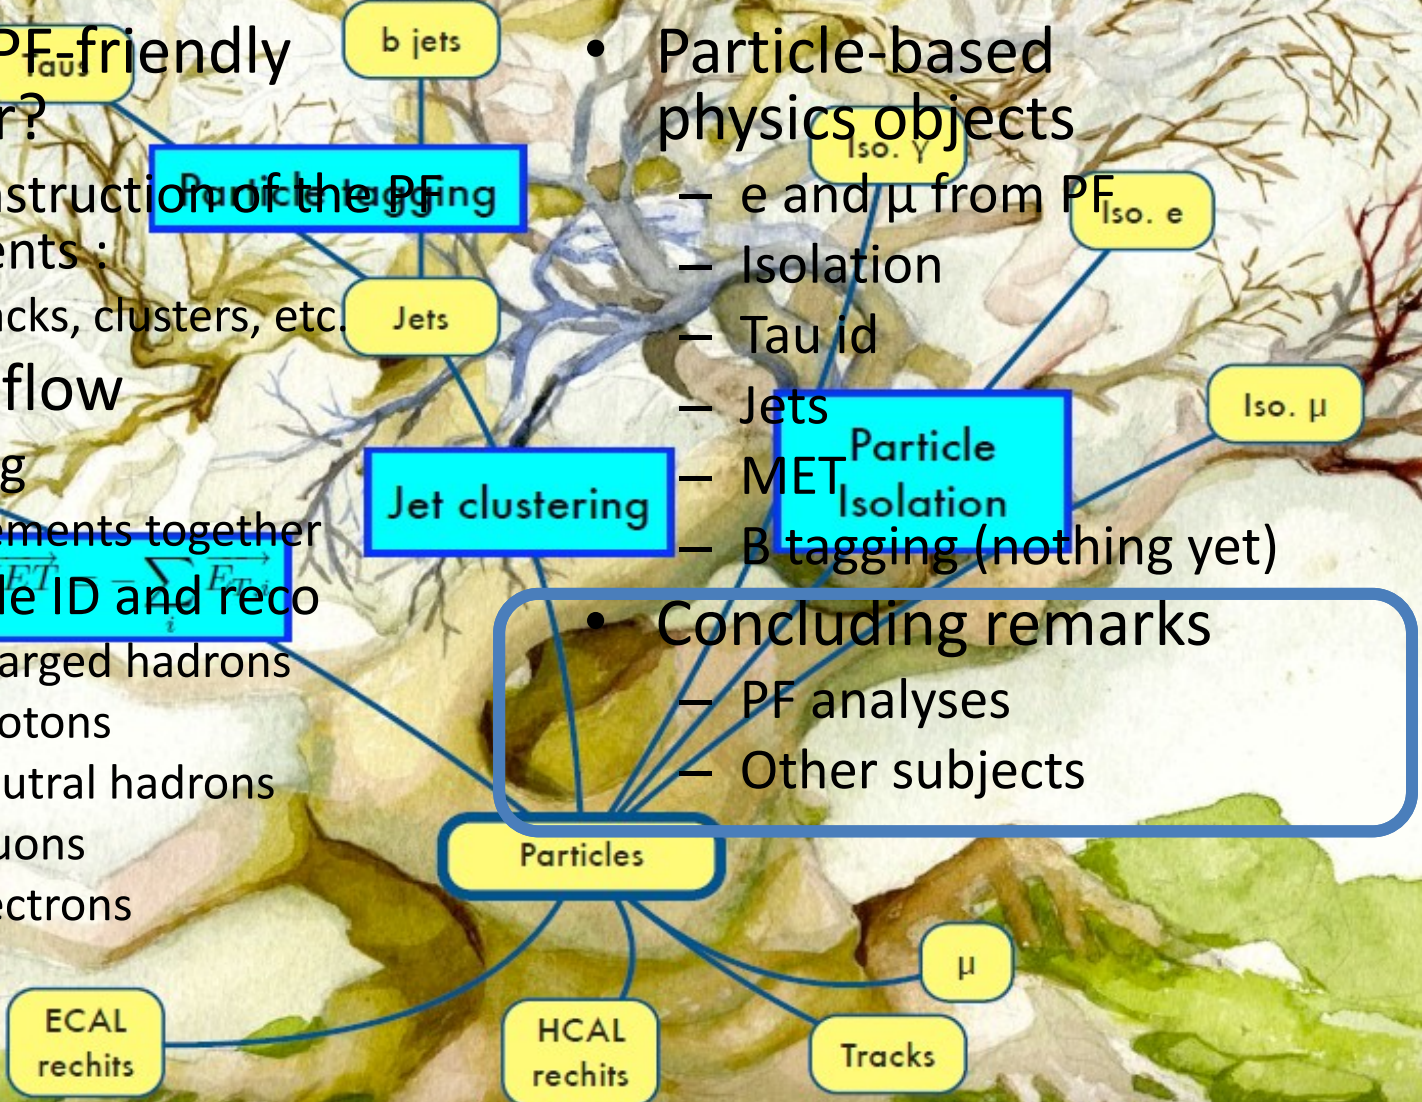 PF-friendly
r?
nstruction of the PF
ents :
acks, clusters, etc.
flow
g
ements together
le ID and reco
arged hadrons
otons
utral hadrons
uons
ectrons
• Particle-based
physics objects
– e and μ from PF
– Isolation
– Tau id
– Jets
– MET
– B tagging (nothing yet)
• Concluding remarks
– PF analyses
– Other subjects
Taus
b jets
Iso. γ
Iso. e
Particle tagging
Jets
Iso. μ
Jet clustering
Particle
Isolation
Particles
μ
ECAL
rechits
HCAL
rechits
Tracks